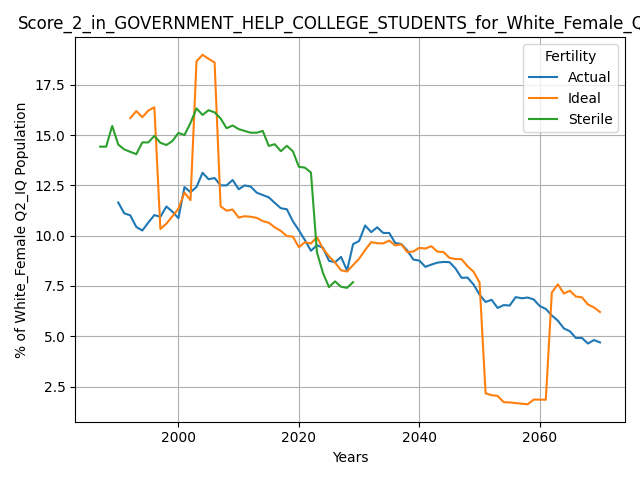 Score_2_in_GOVERNMENT_HELP_COLLEGE_STUDENTS_for_White_Female_Q
Fertility
Actual
Ideal
Sterile
% of White_Female Q2_IQ Population
17.5
15.0
12.5
10.0
7.5
5.0
2.5
2000
2020
2040
2060
Years